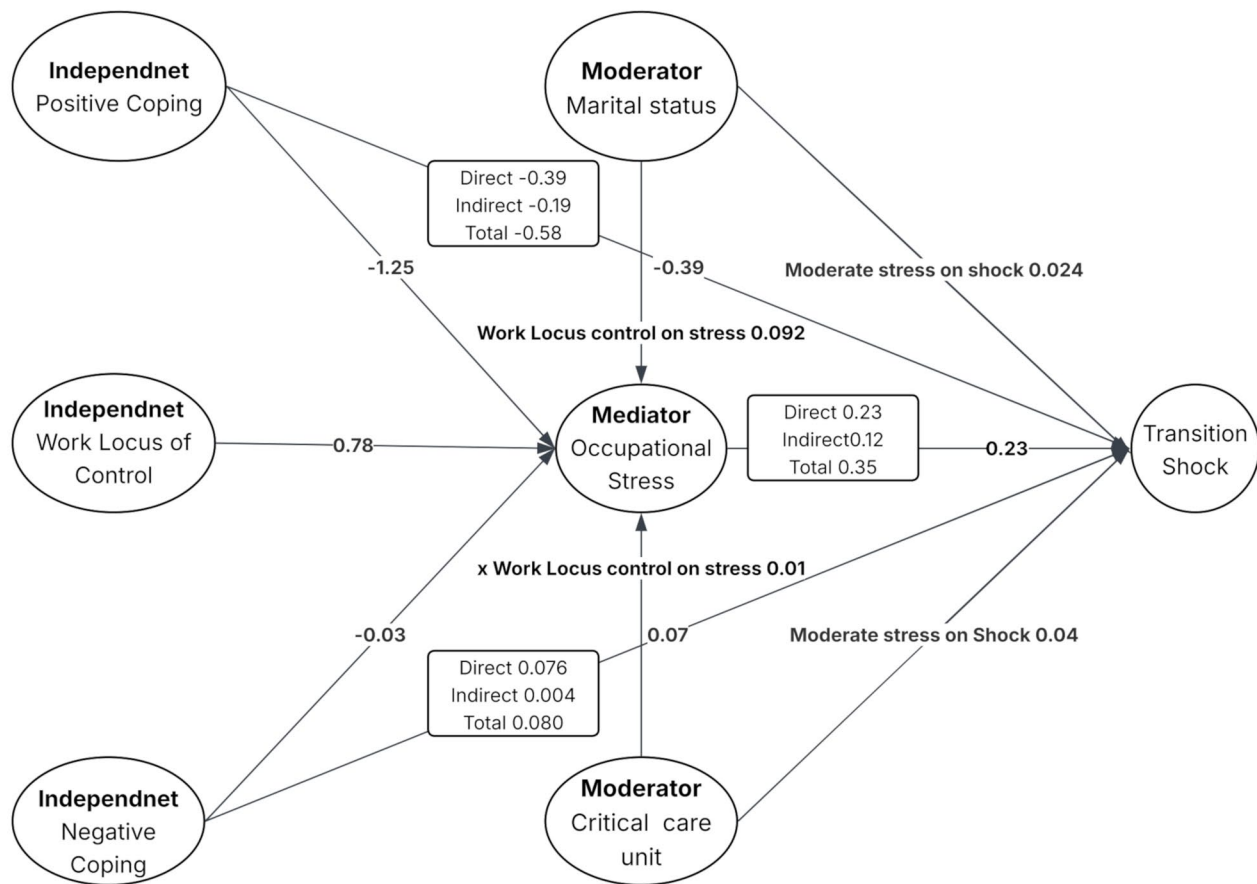 Independnet
Positive Coping
Moderator
Marital status
Direct -0.39
Indirect -0.19
Total -0.58
-1.25
-0.39
Moderate stress on shock 0.024
Work Locus control on stress 0.092
Independnet
Work Locus of
Control
0.78
Mediator
Occupational
Stress
Direct 0.23
Indirect0.12
Total 0.35
0.23
Transition
Shock
x Work Locus control on stress 0.01
-0.03
0.07
Moderate stress on Shock 0.04
Direct 0.076
Indirect 0.004
Total 0.080
Independnet
Negative
Coping
Moderator
Critical care
unit